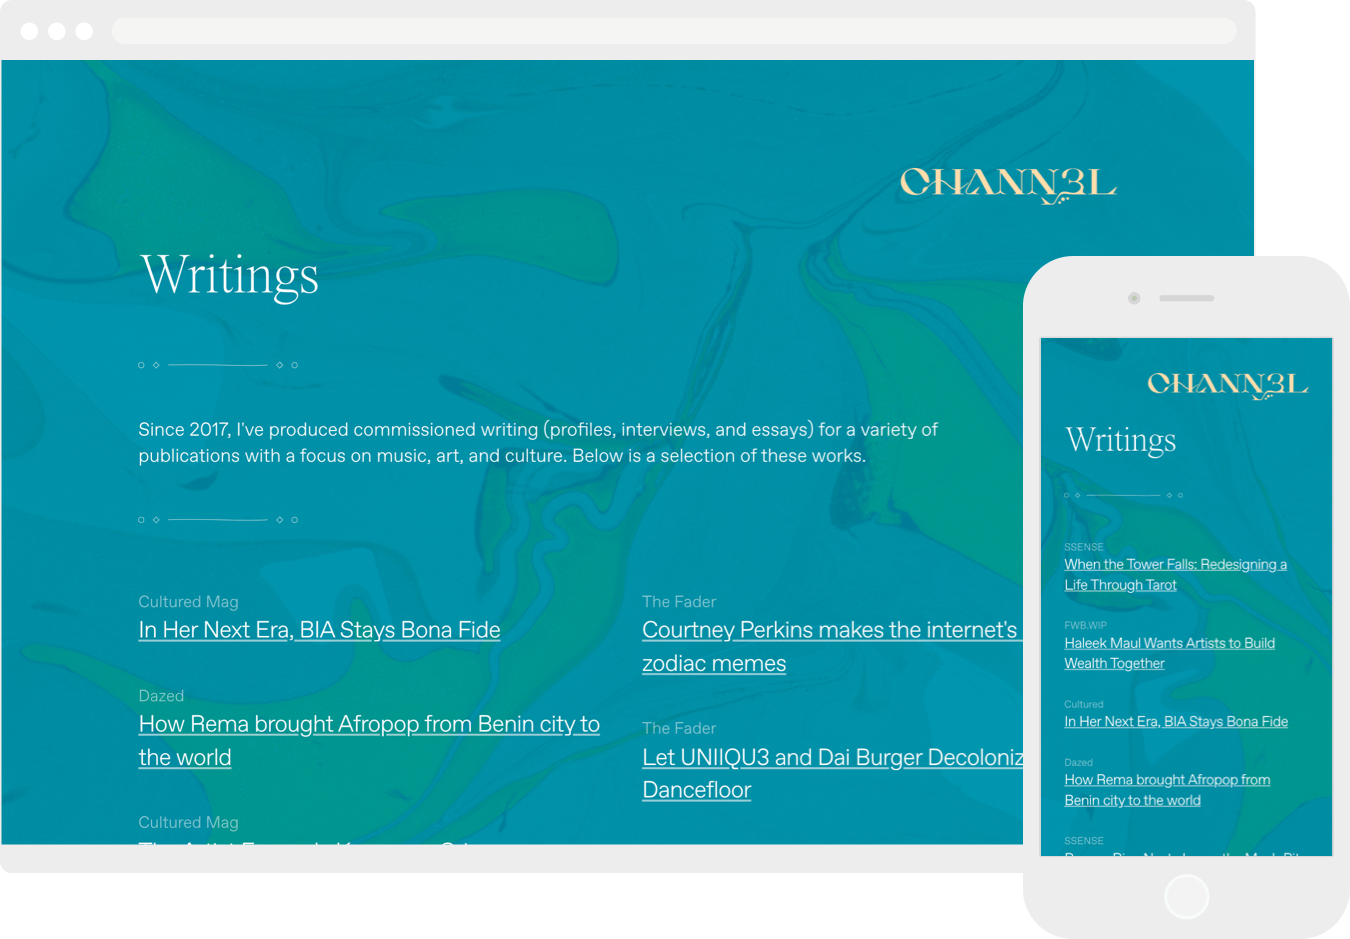 CHANN3L
Writings
Since 2017, I've produced commissioned writing (profiles, interviews, and essays) for a variety of
publications with a focus on music, art, and culture. Below is a selection of these works.
Cultured Mag
In Her Next Era, BIA Stays Bona Fide
Dazed
How Rema brought Afropop from Benin city to
the world
Cultured Mag
The Fader
Courtney Perkins makes the internet's
zodiac memes
The Fader
Let UNIIQU3 and Dai Burger Decoloniz
Dancefloor
CHANN3L
Writings
SSENSE
When the Tower Falls: Redesigning a
Life Through Tarot
FWB.WIP
Haleek Maul Wants Artists to Build
Wealth Together
Cultured
In Her Next Era, BIA Stays Bona Fide
Dazed
How Rema brought Afropop from
Benin city to the world
SSENSE